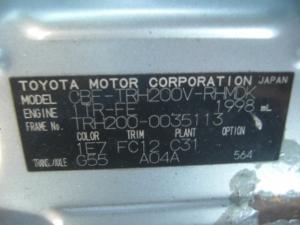 TOYOTA MOTOR CORPORATION JAPAN
MODEL CBF-TRH200V-RHMDK
ENGINE 1TR-FE 1998 mL
FRAME No. TRH200-0035113
COLOR TRIM PLANT OPTION
1E7 FC12 C31
TRANS./AXLE G55 A04A 564